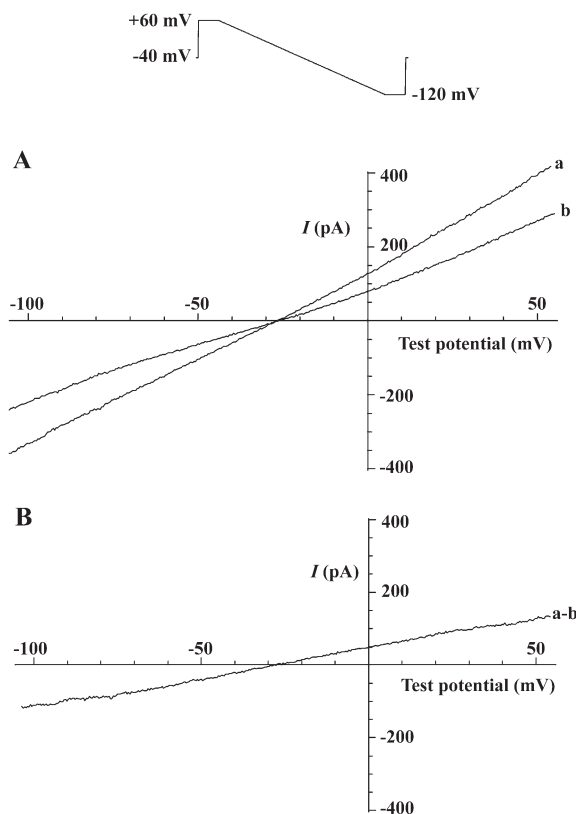 +60 mV
-40 mV
-120 mV
A
400
a
I (pA)
b
200
-100
-50
50
Test potential (mV)
-200
-400
B
400
I (pA)
200
a-b
-100
-50
50
Test potential (mV)
-200
-400